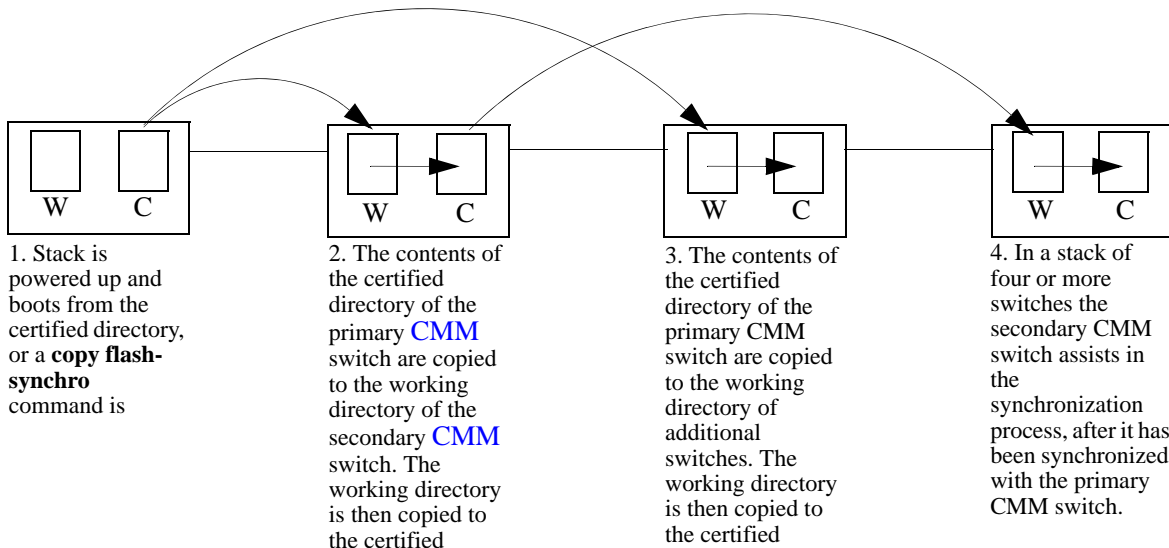 W C
W C
W C
W C
1. Stack is
powered up and
boots from the
certified directory,
or a copy flash-
synchro
command is
2. The contents of
the certified
directory of the
primary CMM
switch are copied
to the working
directory of the
secondary CMM
switch. The
working directory
is then copied to
the certified
3. The contents of
the certified
directory of the
primary CMM
switch are copied
to the working
directory of
additional
switches. The
working directory
is then copied to
the certified
4. In a stack of
four or more
switches the
secondary CMM
switch assists in
the
synchronization
process, after it has
been synchronized
with the primary
CMM switch.